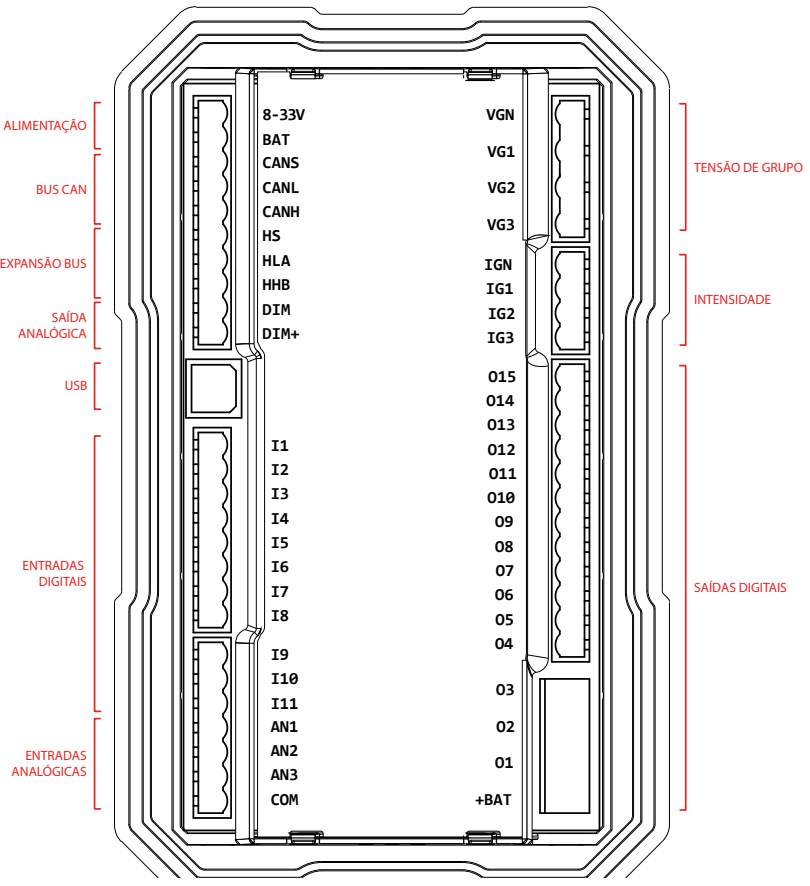 ALIMENTAÇÃO
BUS CAN
EXPANSÃO BUS
SAÍDA
ANALÓGICA
USB
ENTRADAS
DIGITAIS
ENTRADAS
ANALÓGICAS
8-33V
BAT
CANS
CANL
CANH
HS
HLA
HHB
DIM
DIM+
I1
I2
I3
I4
I5
I6
I7
I8
I9
I10
I11
AN1
AN2
AN3
COM
VGN
VG1
VG2
VG3
IGN
IG1
IG2
IG3
O15
O14
O13
O12
O11
O10
O9
O8
O7
O6
O5
O4
O3
O2
O1
+BAT
TENSÃO DE GRUPO
INTENSIDADE
SAÍDAS DIGITAIS